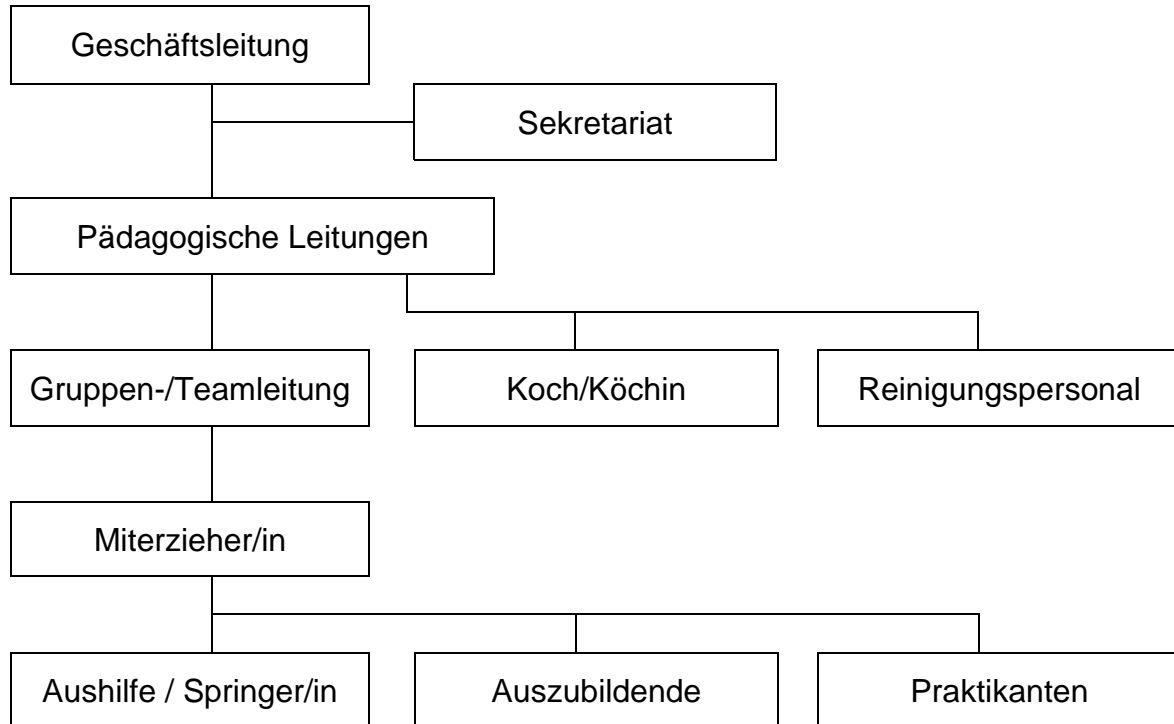 Geschäftsleitung
Sekretariat
Pädagogische Leitungen
Gruppen-/Teamleitung
Koch/Köchin
Reinigungspersonal
Miterzieher/in
Aushilfe / Springer/in
Auszubildende
Praktikanten